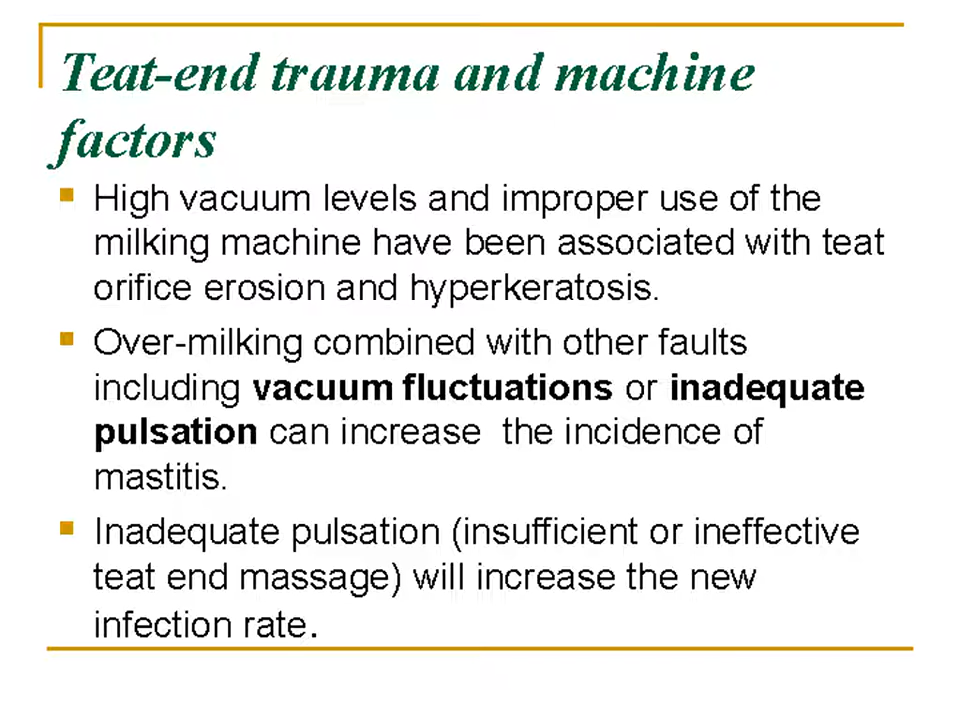 Teat-end trauma and machine
factors
High vacuum levels and improper use of the
milking machine have been associated with teat
orifice erosion and hyperkeratosis.
Over-milking combined with other faults
including vacuum fluctuations or inadequate
pulsation can increase  the incidence of
mastitis.
Inadequate pulsation (insufficient or ineffective
teat end massage) will increase the new
infection rate.